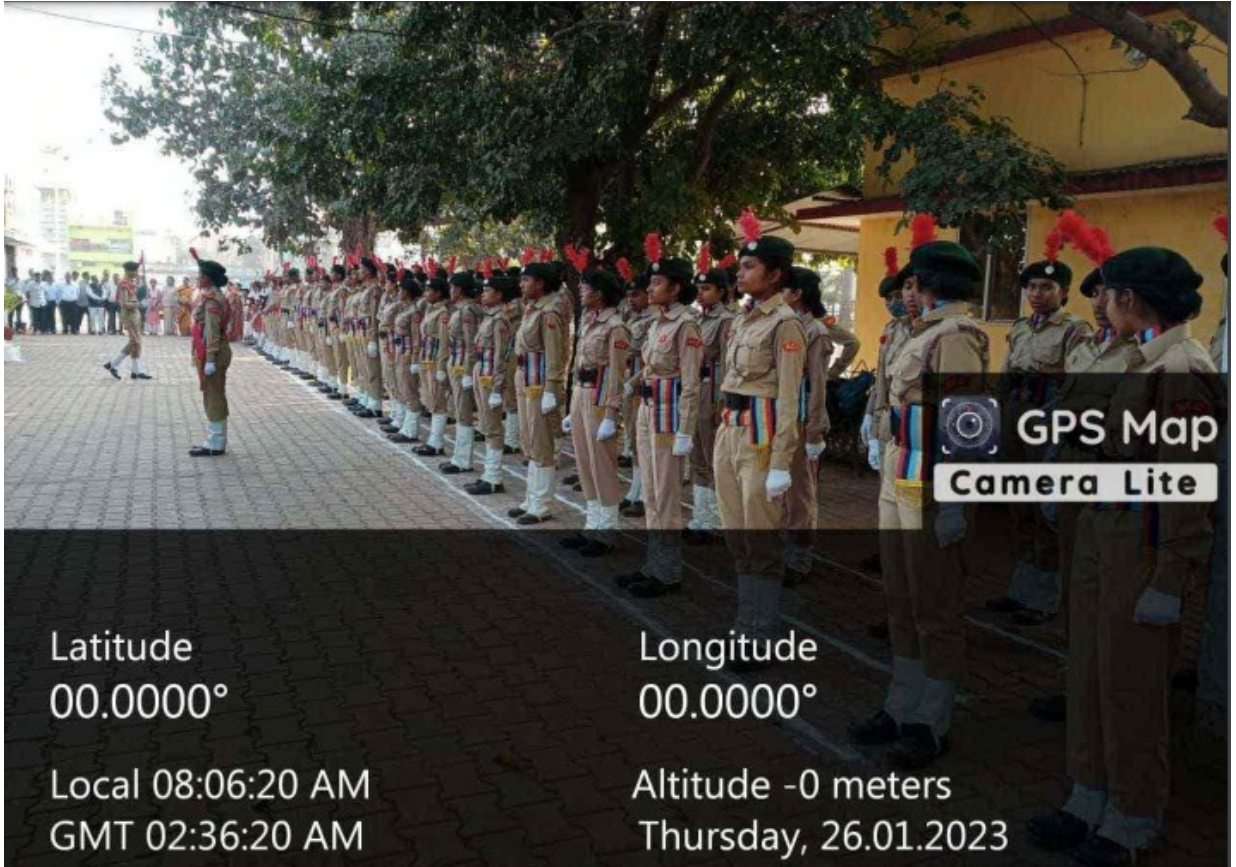 GPS Map
Camera Lite
Latitude
00.0000°
Longitude
00.0000°
Local 08:06:20 AM
GMT 02:36:20 AM
Altitude -0 meters
Thursday, 26.01.2023